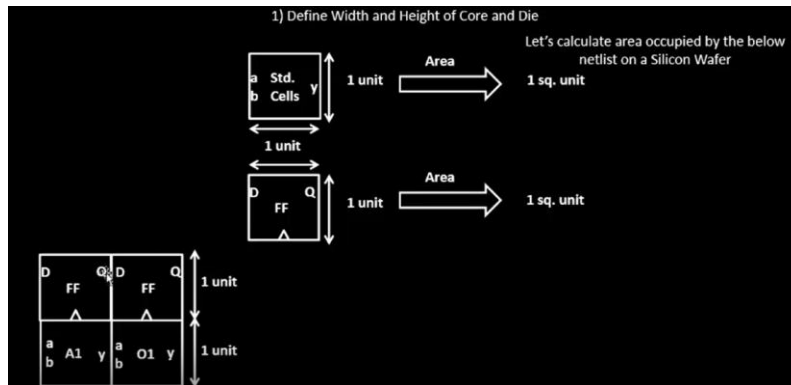 1) Define Width and Height of Core and Die
Let's calculate area occupied by the below
netlist on a Silicon Wafer
a Std. y
b Cells
1 unit
Area
1 sq. unit
1 unit
D Q
FF
1 unit
Area
1 sq. unit
D Q D Q
FF FF
1 unit
a A1 y a O1 y
b b
1 unit